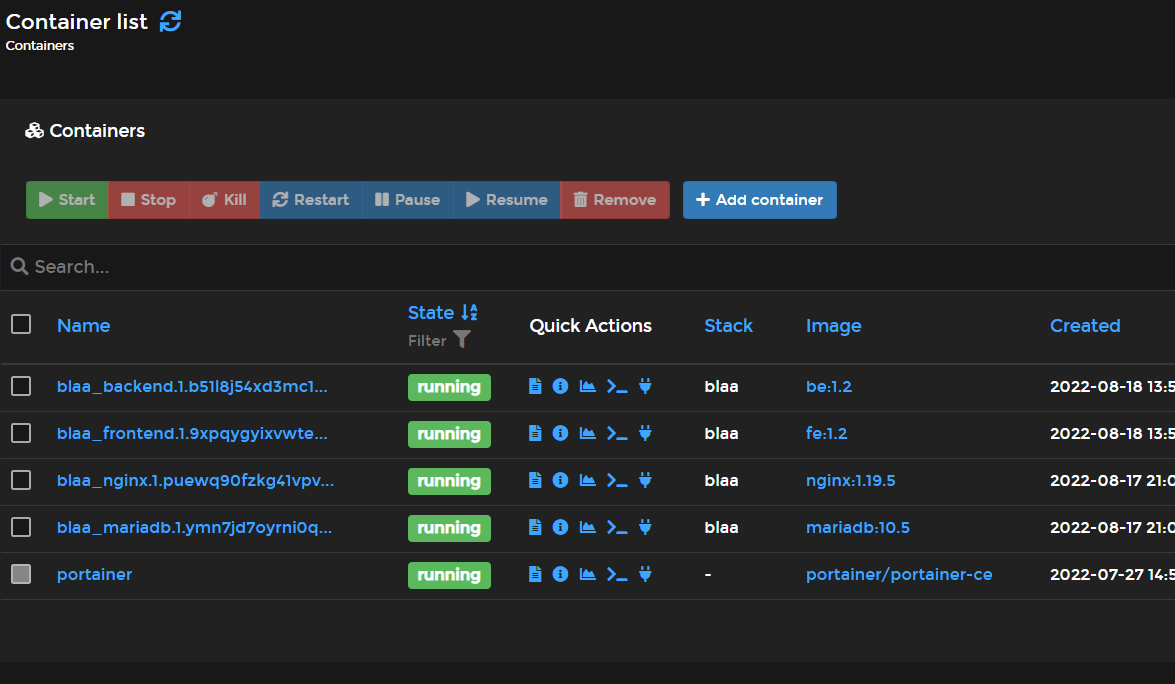 Container list
Containers
Containers
Start Stop Kill Restart Pause Resume Remove Add container
Search...
Name State Filter Quick Actions Stack Image Created
blaa_backend.1.b51l8j54xd3mc1... running blaa be:1.2 2022-08-18 13:5
blaa_frontend.1.9xpqygyixvwte... running blaa fe:1.2 2022-08-18 13:5
blaa_nginx.1.puewq90fzkg41vpv... running blaa nginx:1.19.5 2022-08-17 21:0
blaa_mariadb.1.ymn7jd7oyrni0q... running blaa mariadb:10.5 2022-08-17 21:0
portainer running - portainer/portainer-ce 2022-07-27 14:5